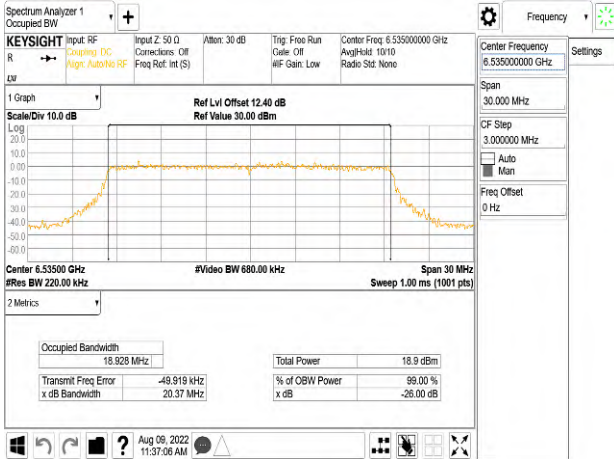 Spectrum Analyzer 1
Occupied BW
Frequency
KEYSIGHT
R
Input: RF
Coupling: DC
Align: Auto/No RF
Input Z: 50 Ω
Corrections: Off
Freq Ref: Int (S)
Atten: 30 dB
Trig: Free Run
Gate: Off
#IF Gain: Low
Center Freq: 6.535000000 GHz
Avg|Hold: 10/10
Radio Std: None
Center Frequency
6.535000000 GHz
Settings
Span
30.000 MHz
CF Step
3.000000 MHz
Auto
Man
Freq Offset
0 Hz
1 Graph
Scale/Div 10.0 dB
Ref Lvl Offset 12.40 dB
Ref Value 30.00 dBm
Log
20.0
10.0
0.00
-10.0
-20.0
-30.0
-40.0
-50.0
-60.0
Center 6.53500 GHz
#Video BW 680.00 kHz
Span 30 MHz
#Res BW 220.00 kHz
Sweep 1.00 ms (1001 pts)
2 Metrics
Occupied Bandwidth
18.928 MHz
Total Power 18.9 dBm
Transmit Freq Error -49.919 kHz
% of OBW Power 99.00 %
x dB Bandwidth 20.37 MHz
x dB -26.00 dB
Aug 09, 2022
11:37:06 AM